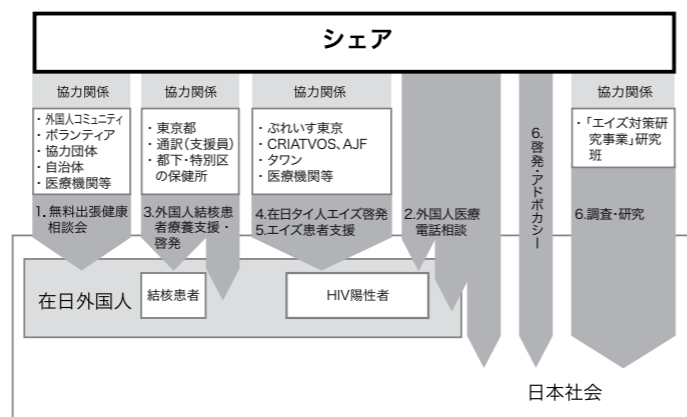 シェア
協力関係
・外国人コミュニティ
・ボランティア
・協力団体
・自治体
・医療機関等
1. 無料出張健康
相談会
協力関係
・東京都
・通訳（支援員）
・都下・特別区
の保健所
3.外国人結核患
者療養支援・
啓発
協力関係
・ぷれいす東京
・CRIATVOS、AJF
・タワン
・医療機関等
4.在日タイ人エイズ啓発
5.エイズ患者支援
2.外国人医療
電話相談
6.啓発・アドボカシー
協力関係
・「エイズ対策研
究事業」研究
班
6.調査・研究
在日外国人
結核患者
HIV陽性者
日本社会